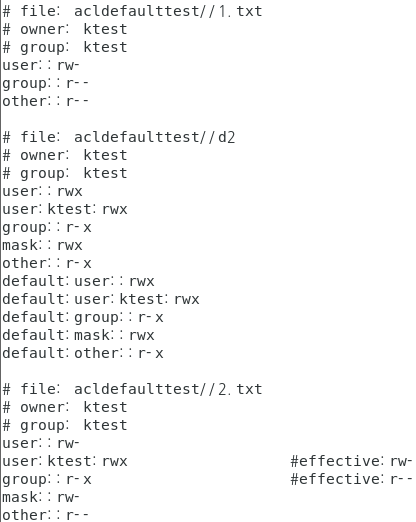 # file: acldefaulttest//1.txt
# owner: ktest
# group: ktest
user::rw-
group::r--
other::r--

# file: acldefaulttest//d2
# owner: ktest
# group: ktest
user::rwx
user:ktest:rwx
group::r-x
mask::rwx
other::r-x
default:user::rwx
default:user:ktest:rwx
default:group::r-x
default:mask::rwx
default:other::r-x

# file: acldefaulttest//2.txt
# owner: ktest
# group: ktest
user::rw-
user:ktest:rwx #effective:rw-
group::r-x #effective:r--
mask::rw-
other::r--